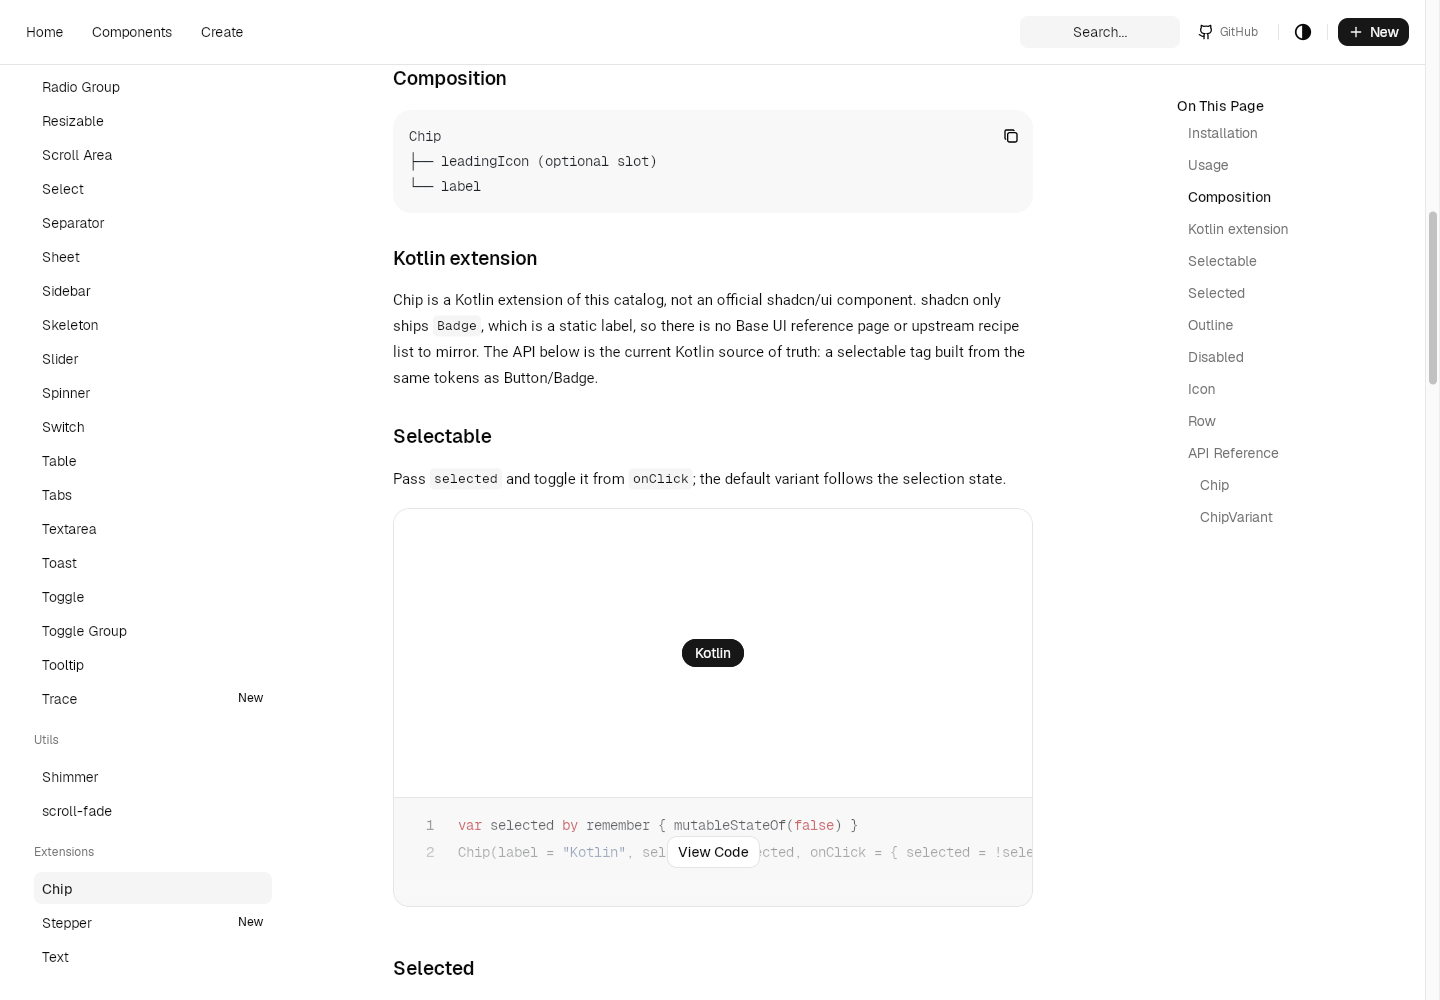 Home Components Create Search... GitHub New
Radio Group
Resizable
Scroll Area
Select
Separator
Sheet
Sidebar
Skeleton
Slider
Spinner
Switch
Table
Tabs
Textarea
Toast
Toggle
Toggle Group
Tooltip
Trace New
Utils
Shimmer
scroll-fade
Extensions
Chip
Stepper New
Text
Composition
Chip
├── leadingIcon (optional slot)
└── label
Kotlin extension
Chip is a Kotlin extension of this catalog, not an official shadcn/ui component. shadcn only
ships Badge, which is a static label, so there is no Base UI reference page or upstream recipe
list to mirror. The API below is the current Kotlin source of truth: a selectable tag built from the
same tokens as Button/Badge.
Selectable
Pass selected and toggle it from onClick; the default variant follows the selection state.
Kotlin
1 var selected by remember { mutableStateOf(false) }
2 Chip(label = "Kotlin", sel View Code cted, onClick = { selected = !sele
Selected
On This Page
Installation
Usage
Composition
Kotlin extension
Selectable
Selected
Outline
Disabled
Icon
Row
API Reference
Chip
ChipVariant